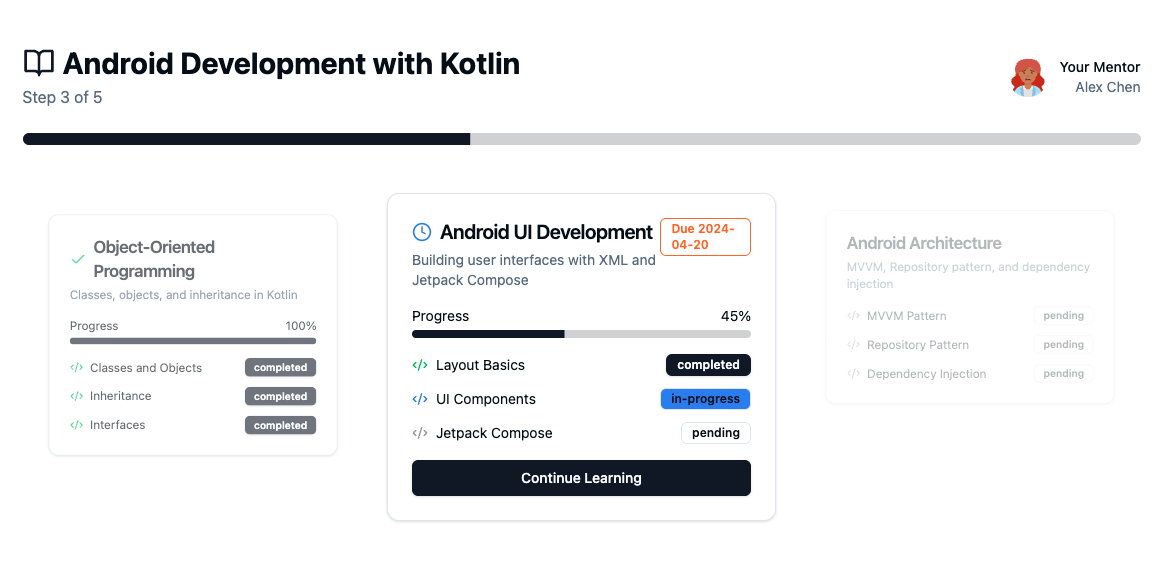 Android Development with Kotlin
Step 3 of 5
Your Mentor
Alex Chen
Object-Oriented
Programming
Classes, objects, and inheritance in Kotlin
Progress 100%
Classes and Objects completed
Inheritance completed
Interfaces completed
Android UI Development
Due 2024-
04-20
Building user interfaces with XML and
Jetpack Compose
Progress 45%
Layout Basics completed
UI Components in-progress
Jetpack Compose pending
Continue Learning
Android Architecture
MVVM, Repository pattern, and dependency
injection
MVVM Pattern pending
Repository Pattern pending
Dependency Injection pending